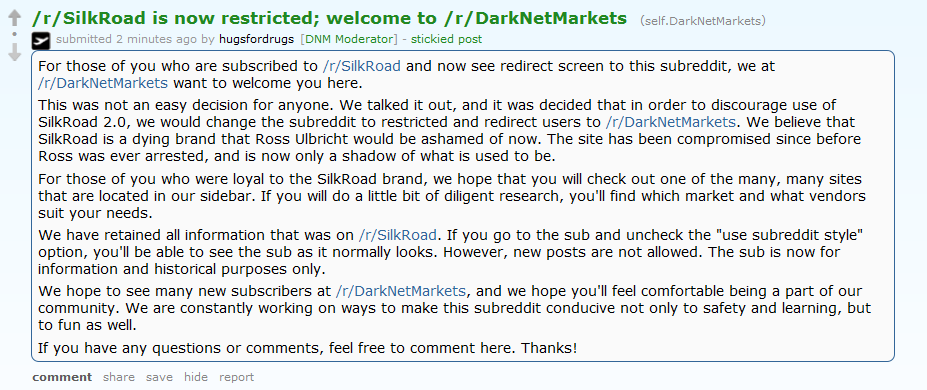 /r/SilkRoad is now restricted; welcome to /r/DarkNetMarkets (self.DarkNetMarkets)
submitted 2 minutes ago by hugsfordrugs [DNM Moderator] - stickied post
For those of you who are subscribed to /r/SilkRoad and now see redirect screen to this subreddit, we at
/r/DarkNetMarkets want to welcome you here.
This was not an easy decision for anyone. We talked it out, and it was decided that in order to discourage use of
SilkRoad 2.0, we would change the subreddit to restricted and redirect users to /r/DarkNetMarkets. We believe that
SilkRoad is a dying brand that Ross Ulbricht would be ashamed of now. The site has been compromised since before
Ross was ever arrested, and is now only a shadow of what is used to be.
For those of you who were loyal to the SilkRoad brand, we hope that you will check out one of the many, many sites
that are located in our sidebar. If you will do a little bit of diligent research, you'll find which market and what vendors
suit your needs.
We have retained all information that was on /r/SilkRoad. If you go to the sub and uncheck the "use subreddit style"
option, you'll be able to see the sub as it normally looks. However, new posts are not allowed. The sub is now for
information and historical purposes only.
We hope to see many new subscribers at /r/DarkNetMarkets, and we hope you'll feel comfortable being a part of our
community. We are constantly working on ways to make this subreddit conducive not only to safety and learning, but
to fun as well.
If you have any questions or comments, feel free to comment here. Thanks!
comment share save hide report